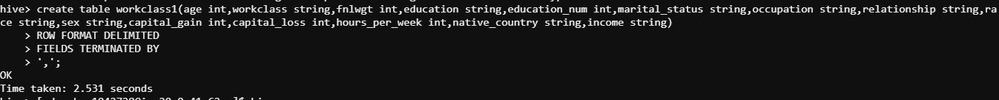 hive> create table workclass1(age int,workclass string,fnlwgt int,education string,education_num int,marital_status string,occupation string,relationship string,ra
ce string,sex string,capital_gain int,capital_loss int,hours_per_week int,native_country string,income string)
    > ROW FORMAT DELIMITED
    > FIELDS TERMINATED BY
    > ',';
OK
Time taken: 2.531 seconds